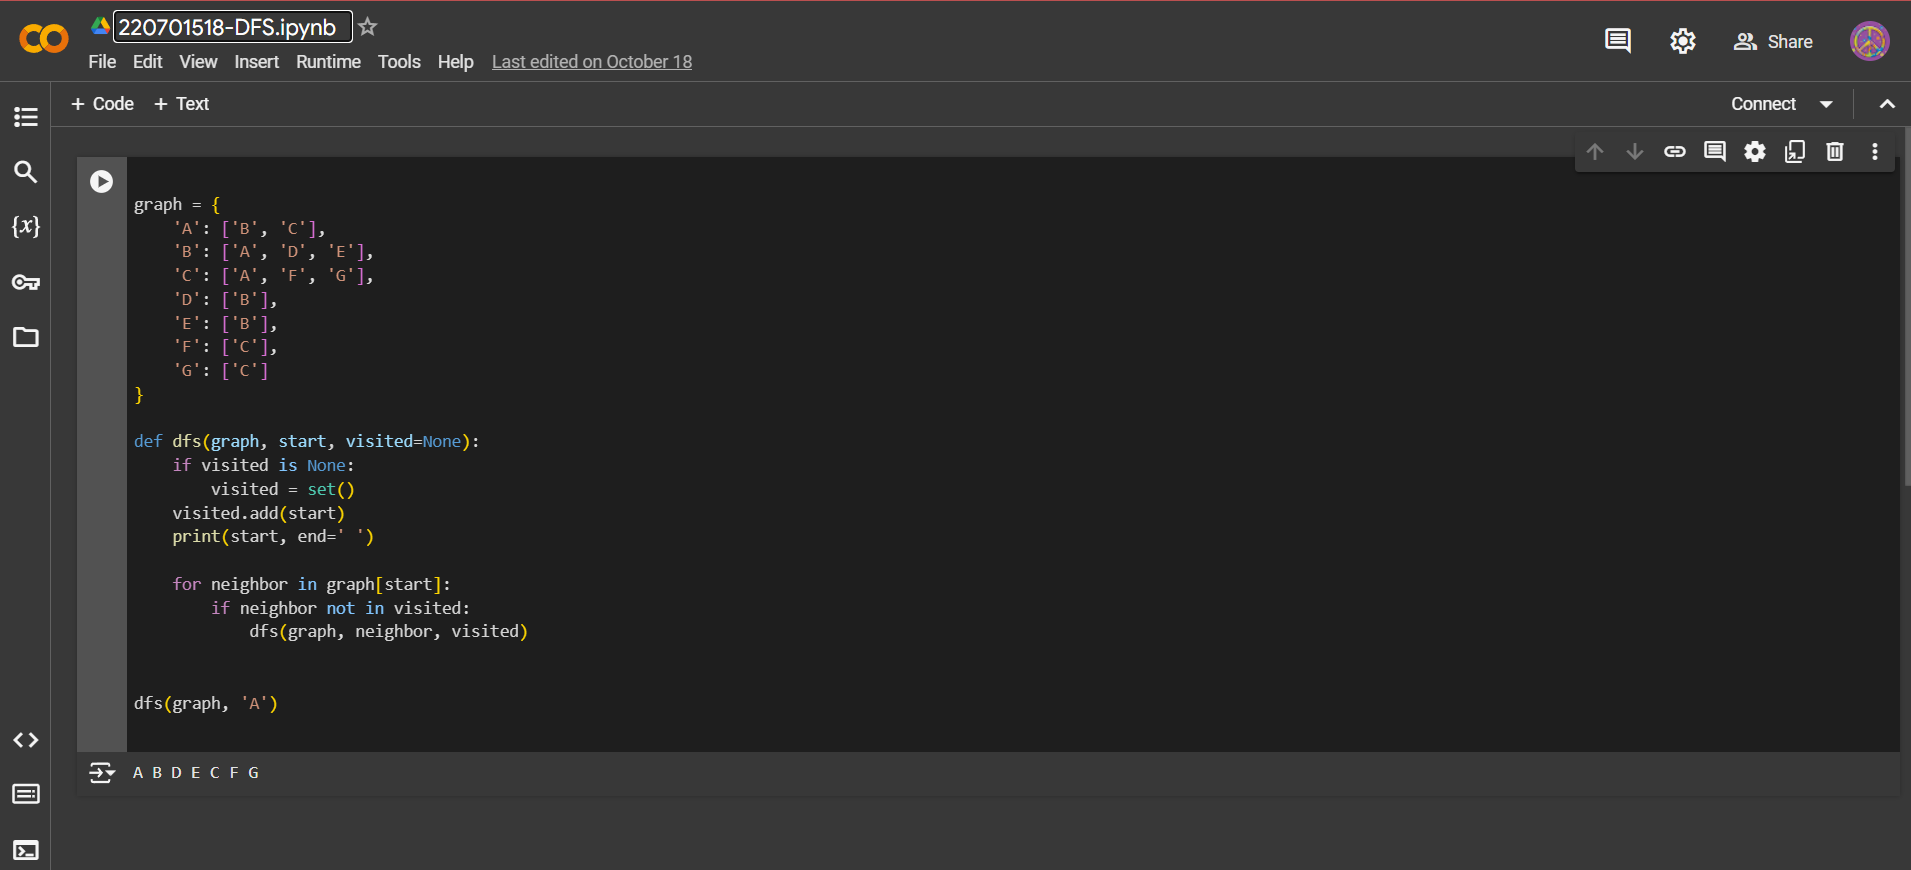 220701518-DFS.ipynb
File Edit View Insert Runtime Tools Help Last edited on October 18
Share
+ Code + Text
Connect
{x}
graph = {
    'A': ['B', 'C'],
    'B': ['A', 'D', 'E'],
    'C': ['A', 'F', 'G'],
    'D': ['B'],
    'E': ['B'],
    'F': ['C'],
    'G': ['C']
}
def dfs(graph, start, visited=None):
    if visited is None:
        visited = set()
    visited.add(start)
    print(start, end=' ')
    for neighbor in graph[start]:
        if neighbor not in visited:
            dfs(graph, neighbor, visited)
dfs(graph, 'A')
A B D E C F G